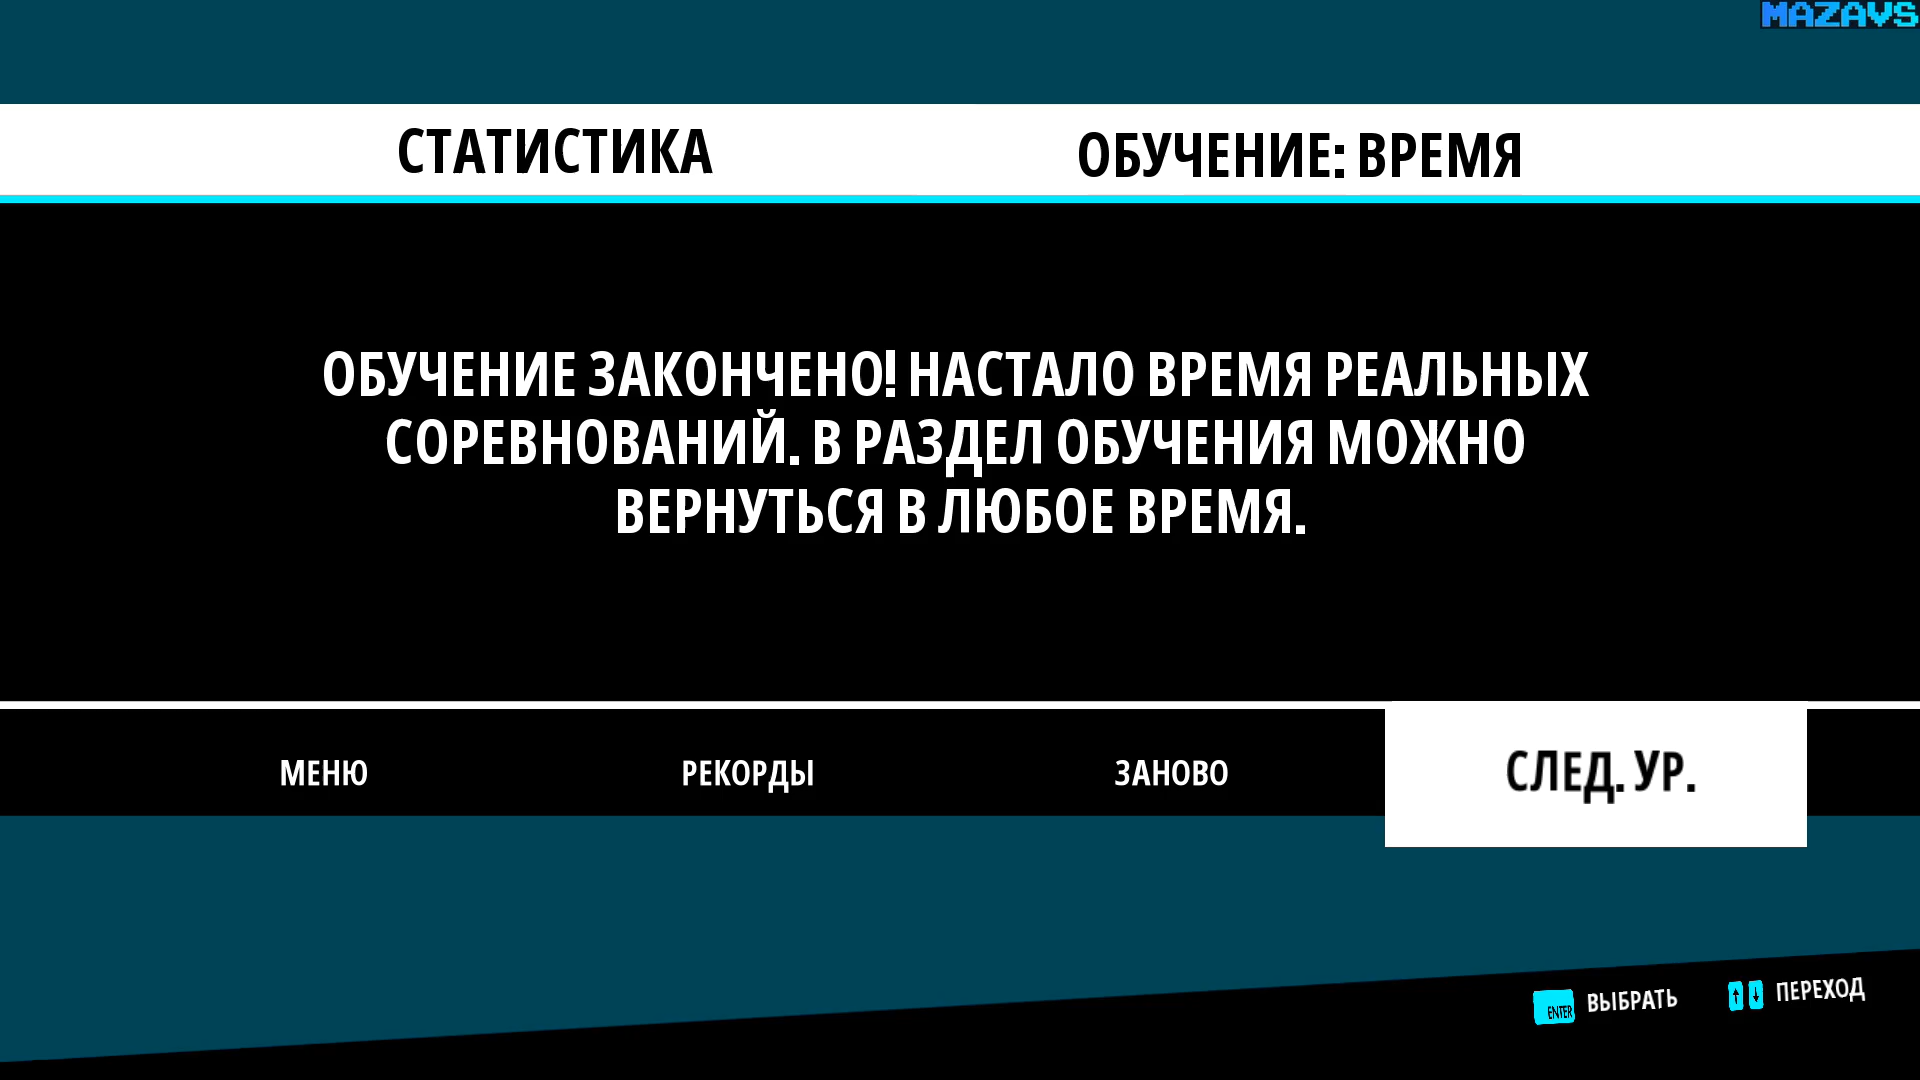 MAZAVS
СТАТИСТИКА
ОБУЧЕНИЕ: ВРЕМЯ
ОБУЧЕНИЕ ЗАКОНЧЕНО! НАСТАЛО ВРЕМЯ РЕАЛЬНЫХ
СОРЕВНОВАНИЙ. В РАЗДЕЛ ОБУЧЕНИЯ МОЖНО
ВЕРНУТЬСЯ В ЛЮБОЕ ВРЕМЯ.
МЕНЮ
РЕКОРДЫ
ЗАНОВО
СЛЕД. УР.
ENTER ВЫБРАТЬ
ПЕРЕХОД